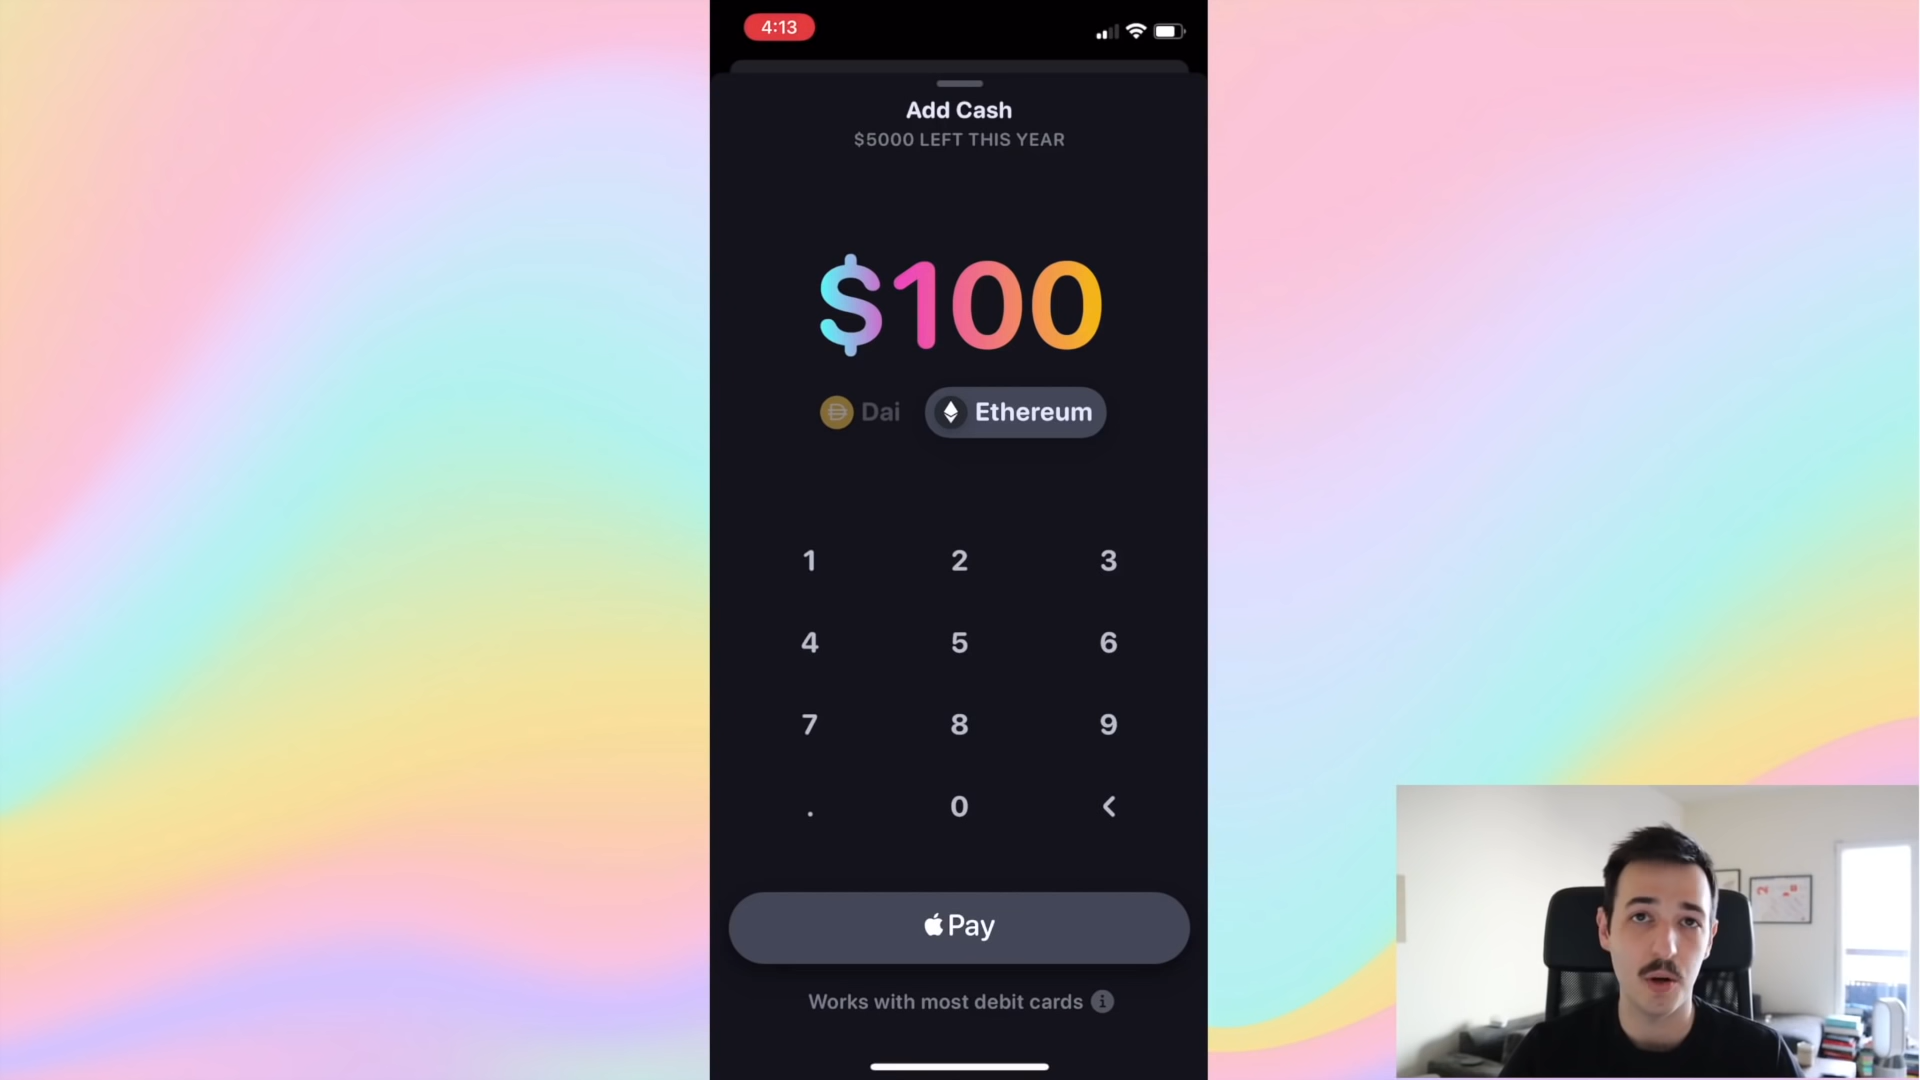 4:13
Add Cash
$5000 LEFT THIS YEAR
$100
Dai Ethereum
1 2 3
4 5 6
7 8 9
. 0 <
Pay
Works with most debit cards i